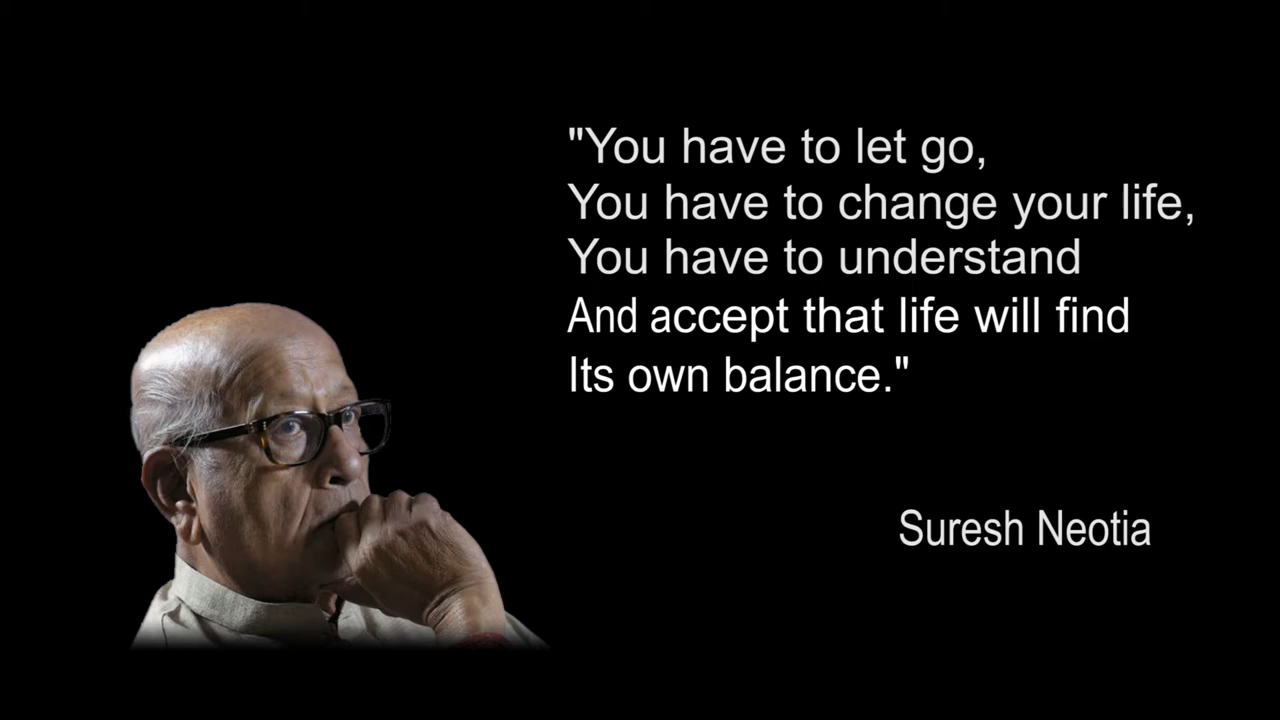 "You have to let go,
You have to change your life,
You have to understand
And accept that life will find
Its own balance."
Suresh Neotia